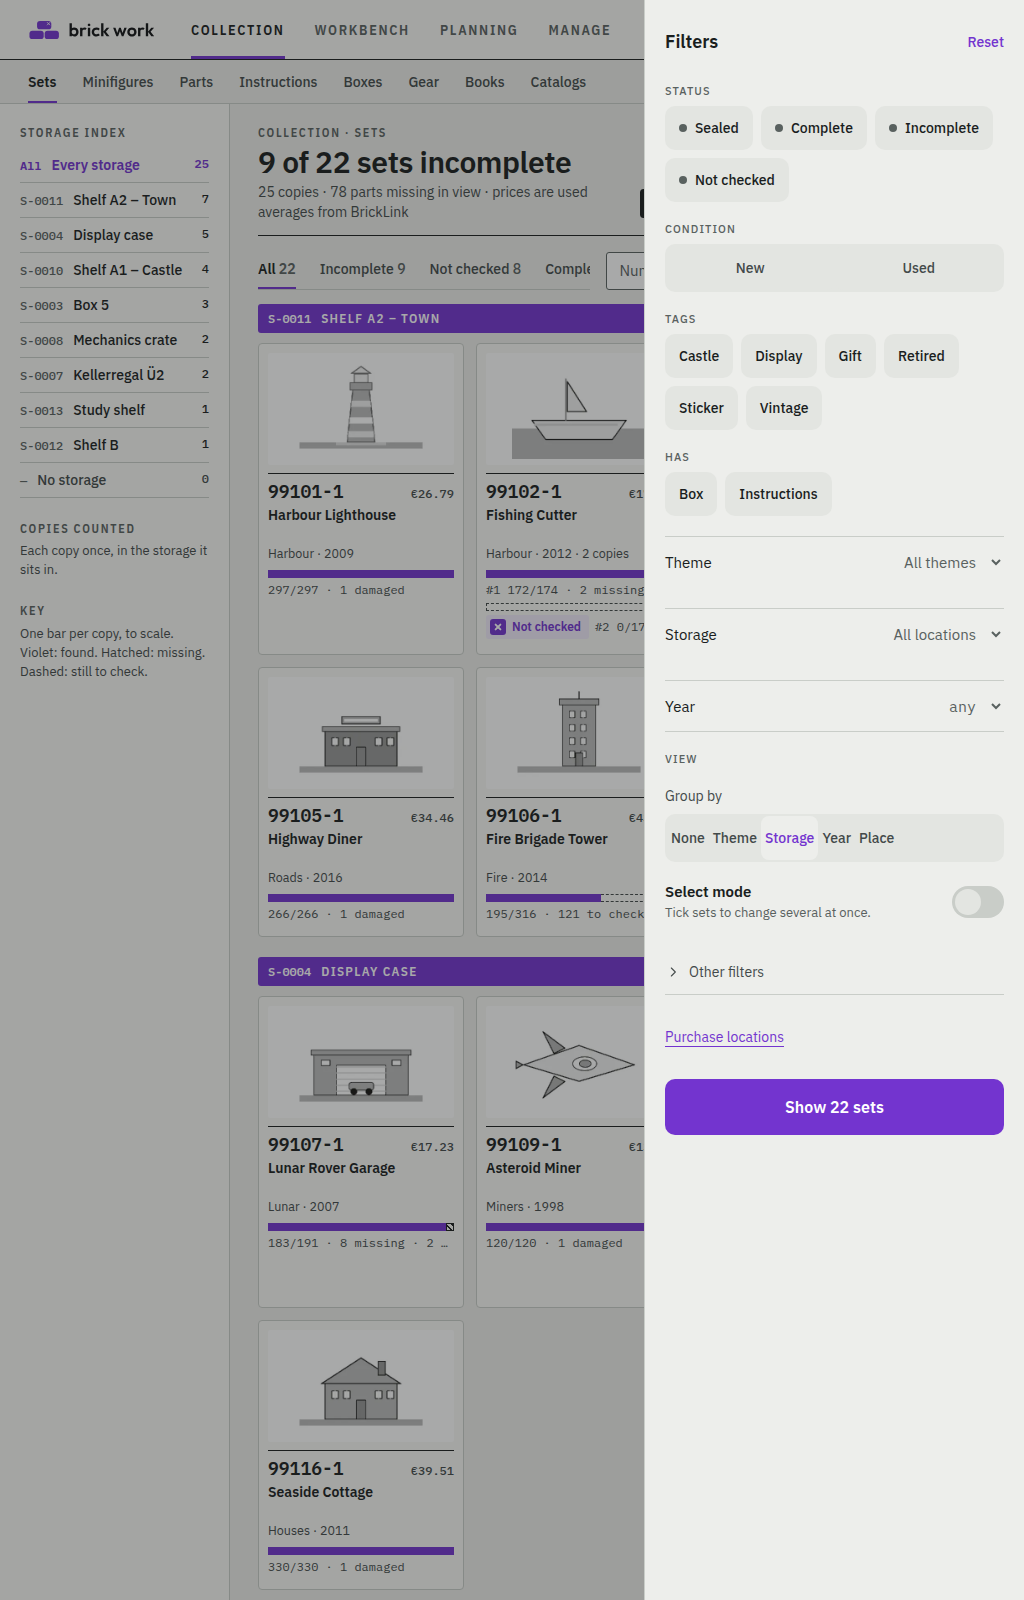 brick work
COLLECTION
WORKBENCH
PLANNING
MANAGE
Sets
Minifigures
Parts
Instructions
Boxes
Gear
Books
Catalogs
STORAGE INDEX
All Every storage 25
S-0011 Shelf A2 – Town 7
S-0004 Display case 5
S-0010 Shelf A1 – Castle 4
S-0003 Box 5 3
S-0008 Mechanics crate 2
S-0007 Kellerregal Ü2 2
S-0013 Study shelf 1
S-0012 Shelf B 1
– No storage 0
COPIES COUNTED
Each copy once, in the storage it
sits in.
KEY
One bar per copy, to scale.
Violet: found. Hatched: missing.
Dashed: still to check.
COLLECTION · SETS
9 of 22 sets incomplete
25 copies · 78 parts missing in view · prices are used
averages from BrickLink
All 22
Incomplete 9
Not checked 8
S-0011 SHELF A2 – TOWN
99101-1 €26.79
Harbour Lighthouse
Harbour · 2009
297/297 · 1 damaged
99102-1
Fishing Cutter
Harbour · 2012 · 2 copies
#1 172/174 · 2 missing
Not checked #2
99105-1 €34.46
Highway Diner
Roads · 2016
266/266 · 1 damaged
99106-1
Fire Brigade Tower
Fire · 2014
195/316 · 121 to check
S-0004 DISPLAY CASE
99107-1 €17.23
Lunar Rover Garage
Lunar · 2007
183/191 · 8 missing · 2 …
99109-1
Asteroid Miner
Miners · 1998
120/120 · 1 damaged
99116-1 €39.51
Seaside Cottage
Houses · 2011
330/330 · 1 damaged
Filters
Reset
STATUS
Sealed
Complete
Incomplete
Not checked
CONDITION
New
Used
TAGS
Castle
Display
Gift
Retired
Sticker
Vintage
HAS
Box
Instructions
Theme All themes
Storage All locations
Year any
VIEW
Group by
None Theme Storage Year Place
Select mode
Tick sets to change several at once.
Other filters
Purchase locations
Show 22 sets